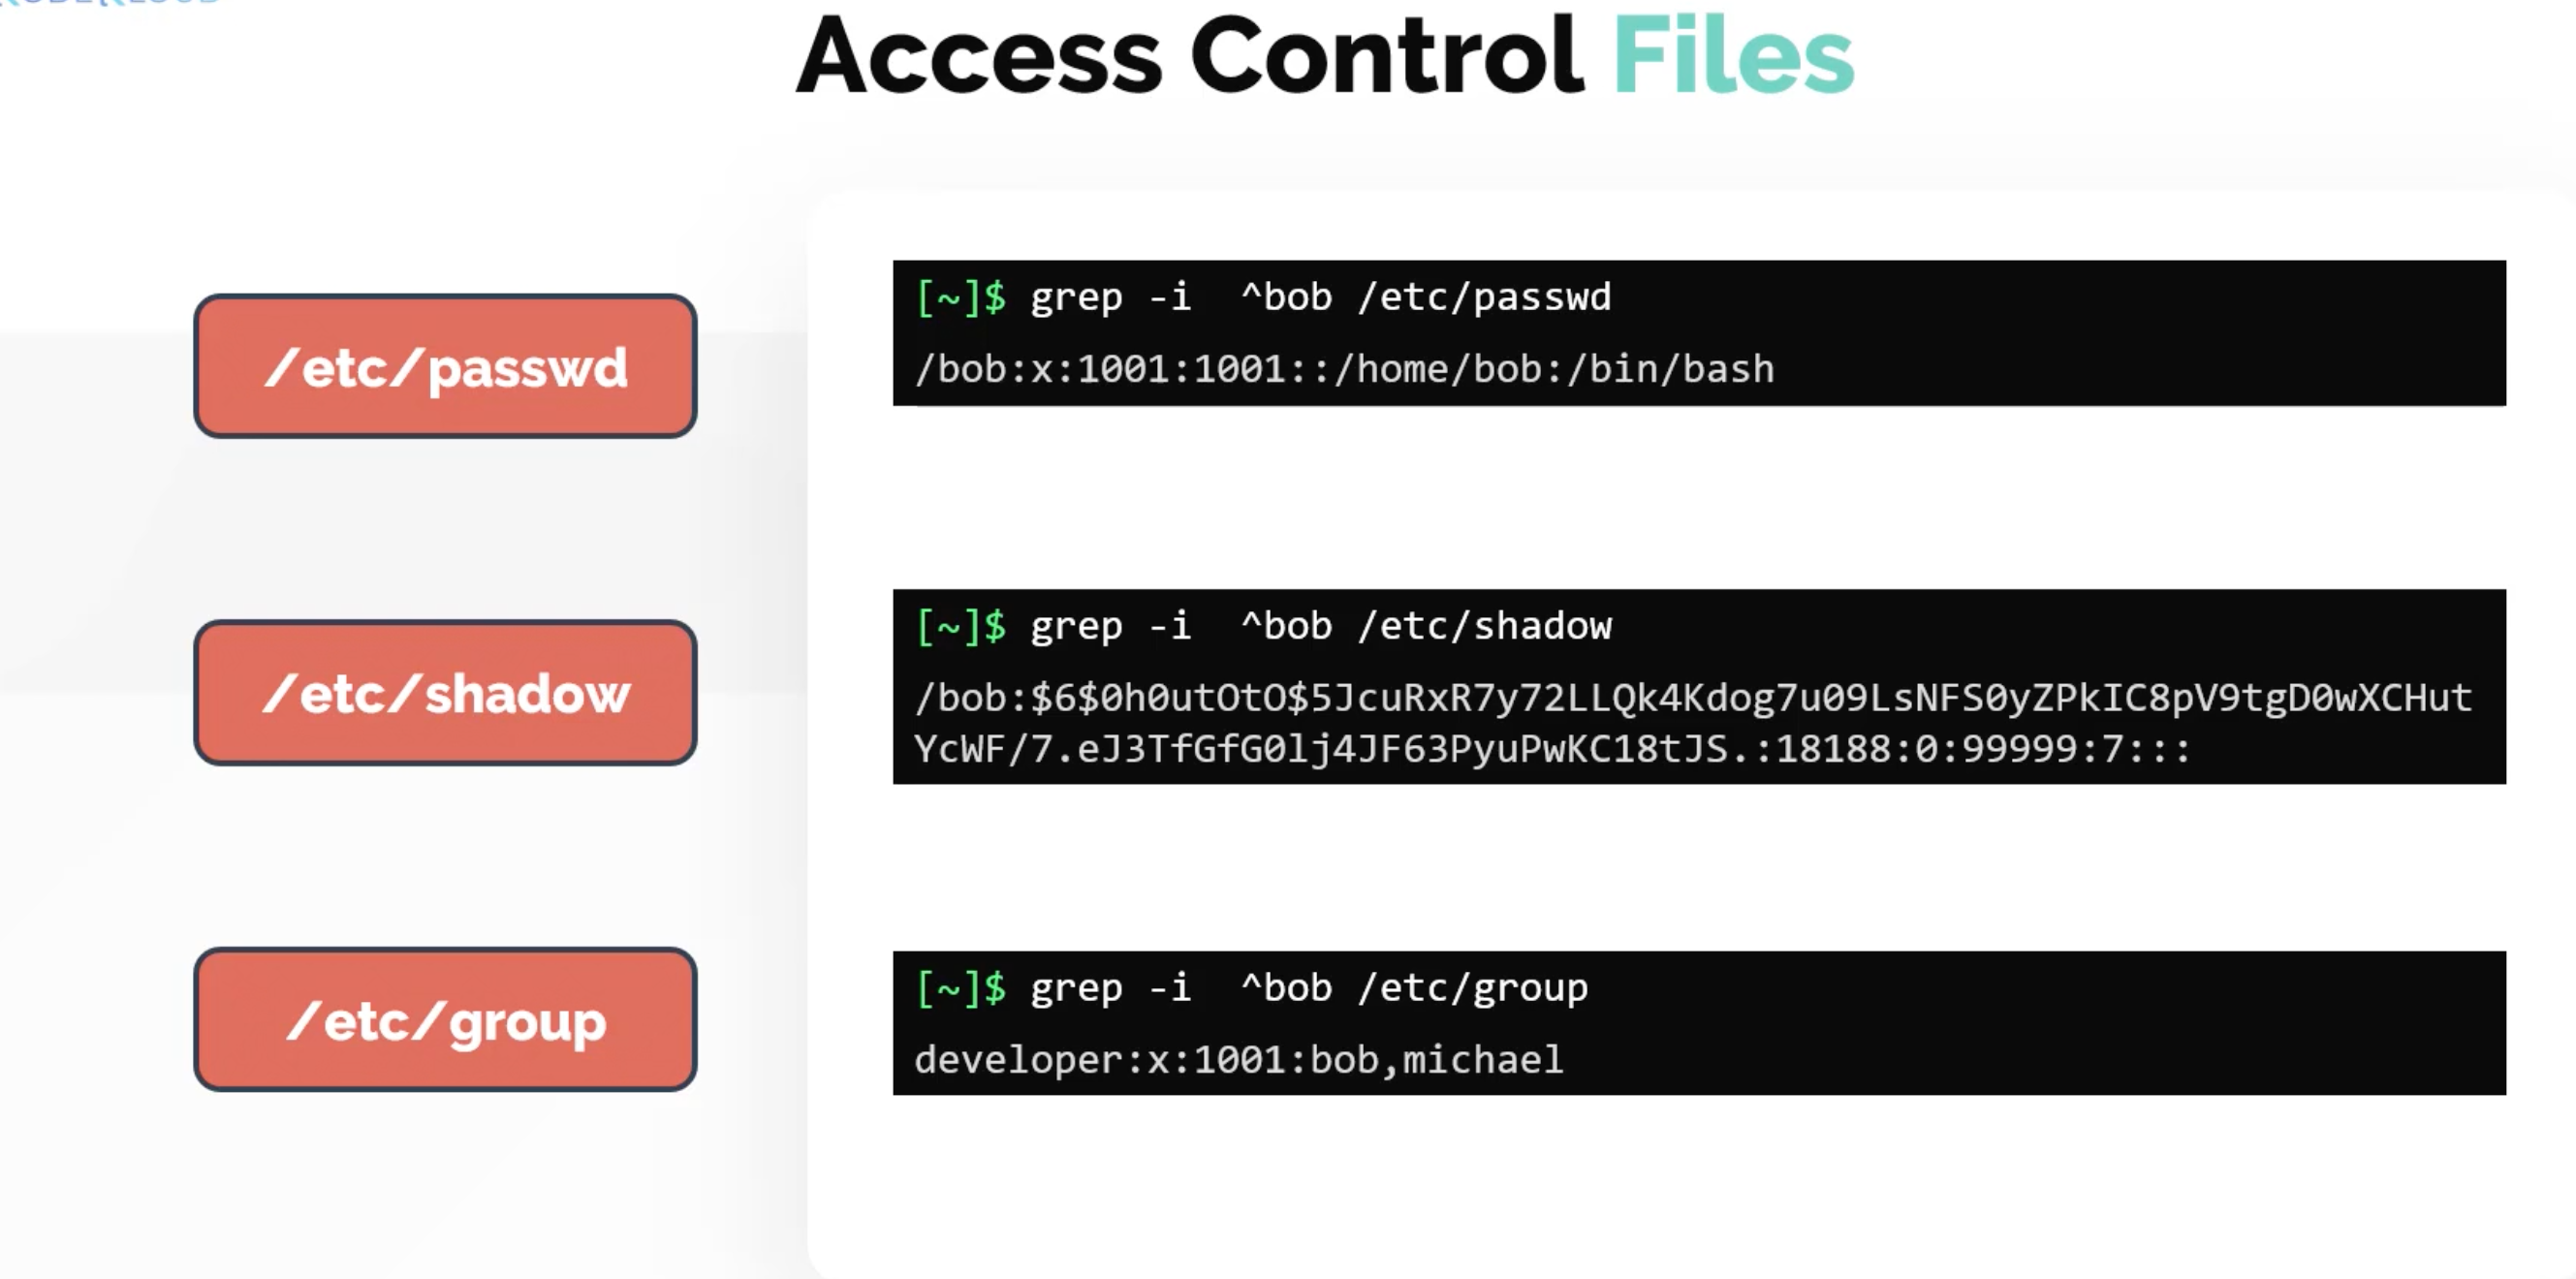 Access Control Files
/etc/passwd
[~]$ grep -i  ^bob /etc/passwd
/bob:x:1001:1001::/home/bob:/bin/bash
/etc/shadow
[~]$ grep -i  ^bob /etc/shadow
/bob:$6$0h0utOtO$5JcuRxR7y72LLQk4Kdog7u09LsNFS0yZPkIC8pV9tgD0wXCHut
YcWF/7.eJ3TfGfG0lj4JF63PyuPwKC18tJS.:18188:0:99999:7:::
/etc/group
[~]$ grep -i  ^bob /etc/group
developer:x:1001:bob,michael